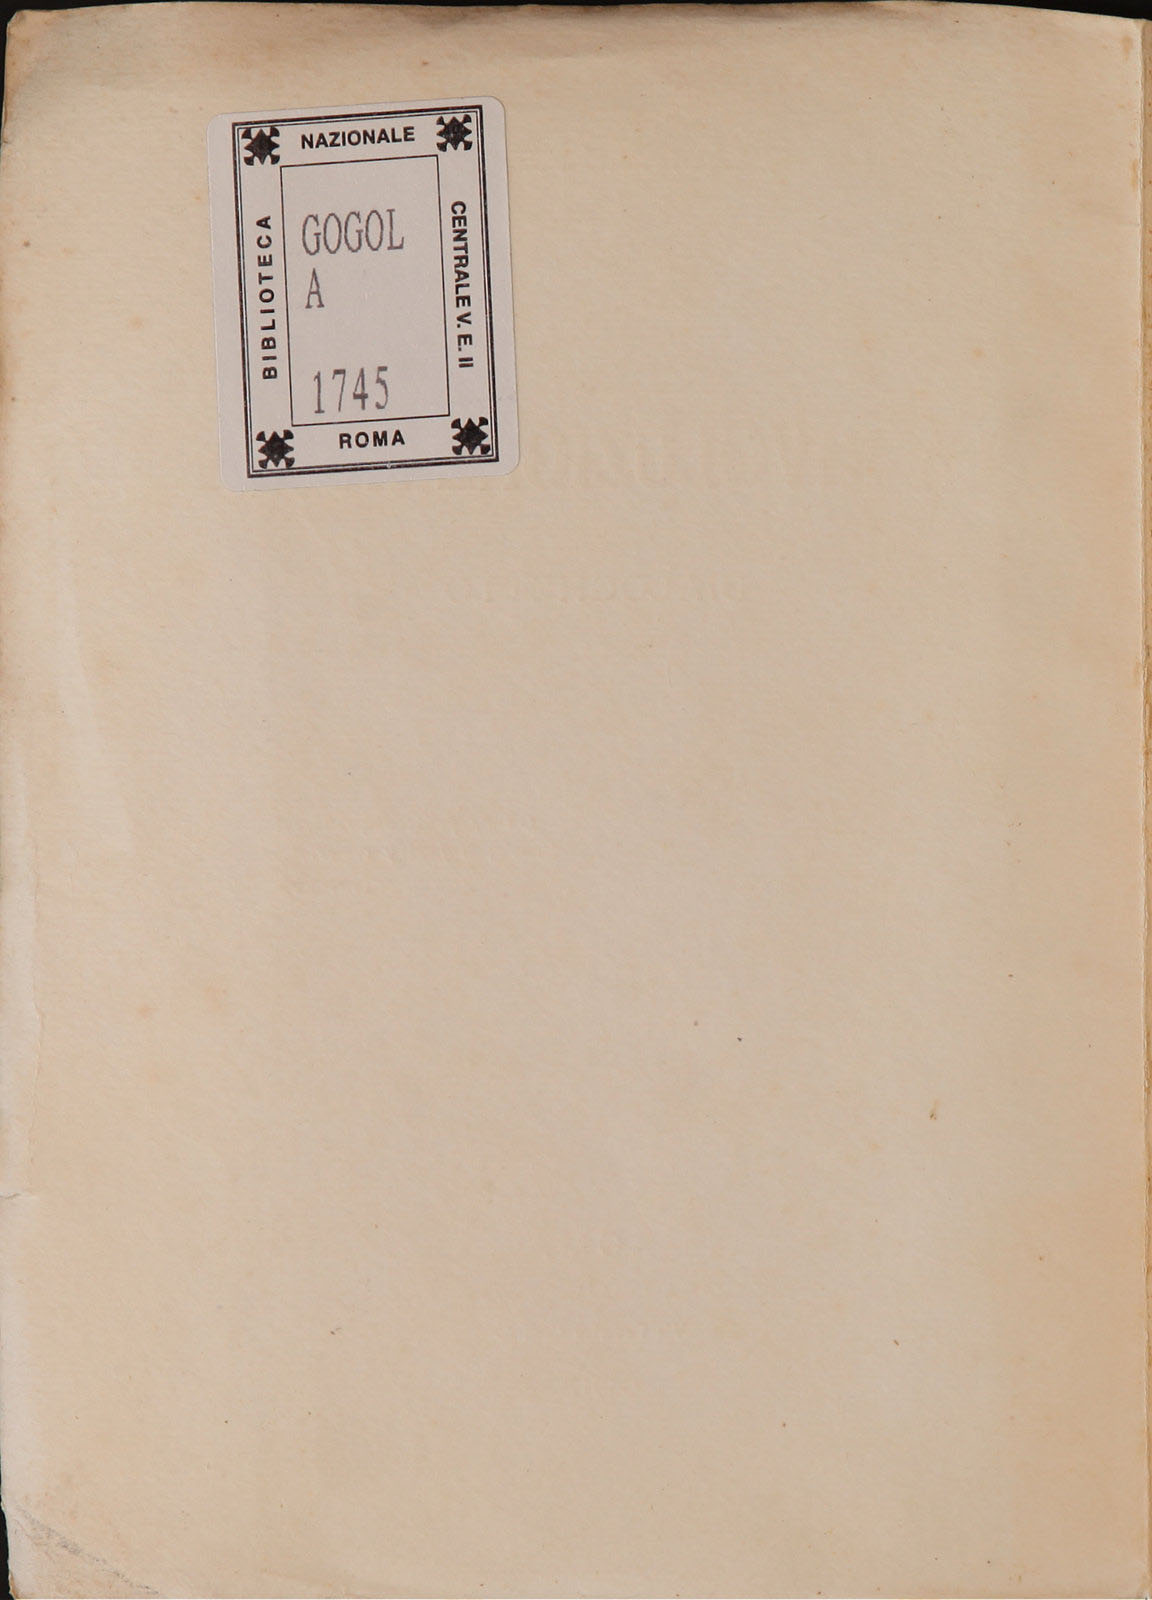 NAZIONALE
BIBLIOTECA
GOGOL
A
1745
CENTRALE V. E. II
ROMA